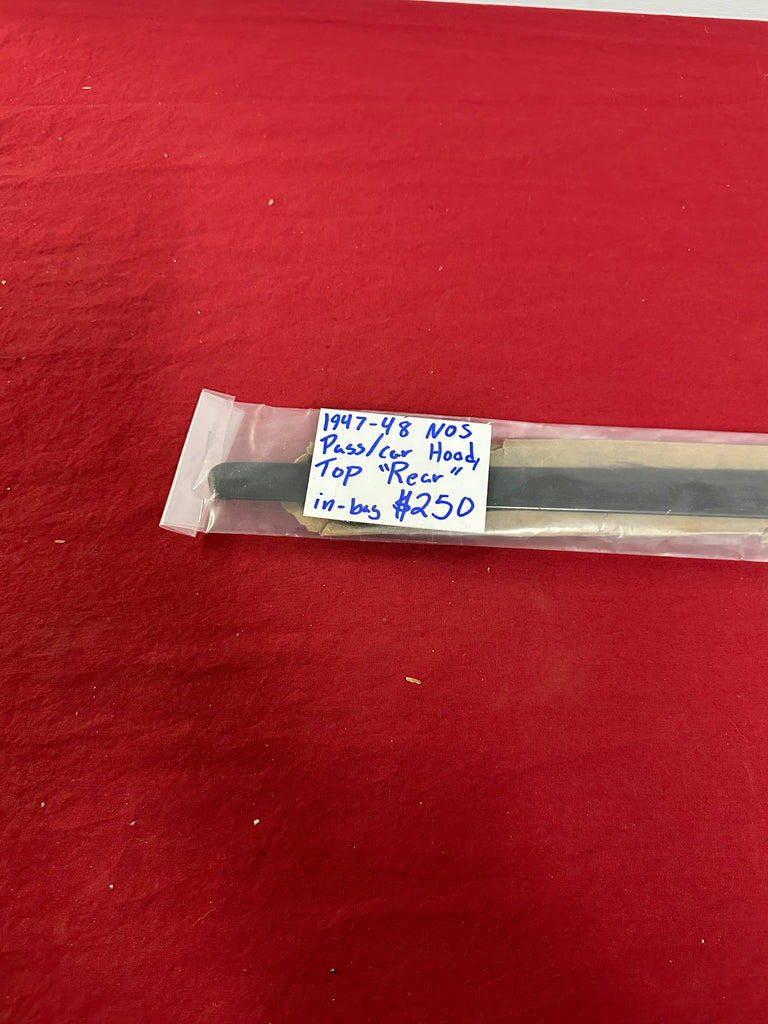 1947-48 NOS
Pass/car Hood,
Top "Rear"
in-bag $250